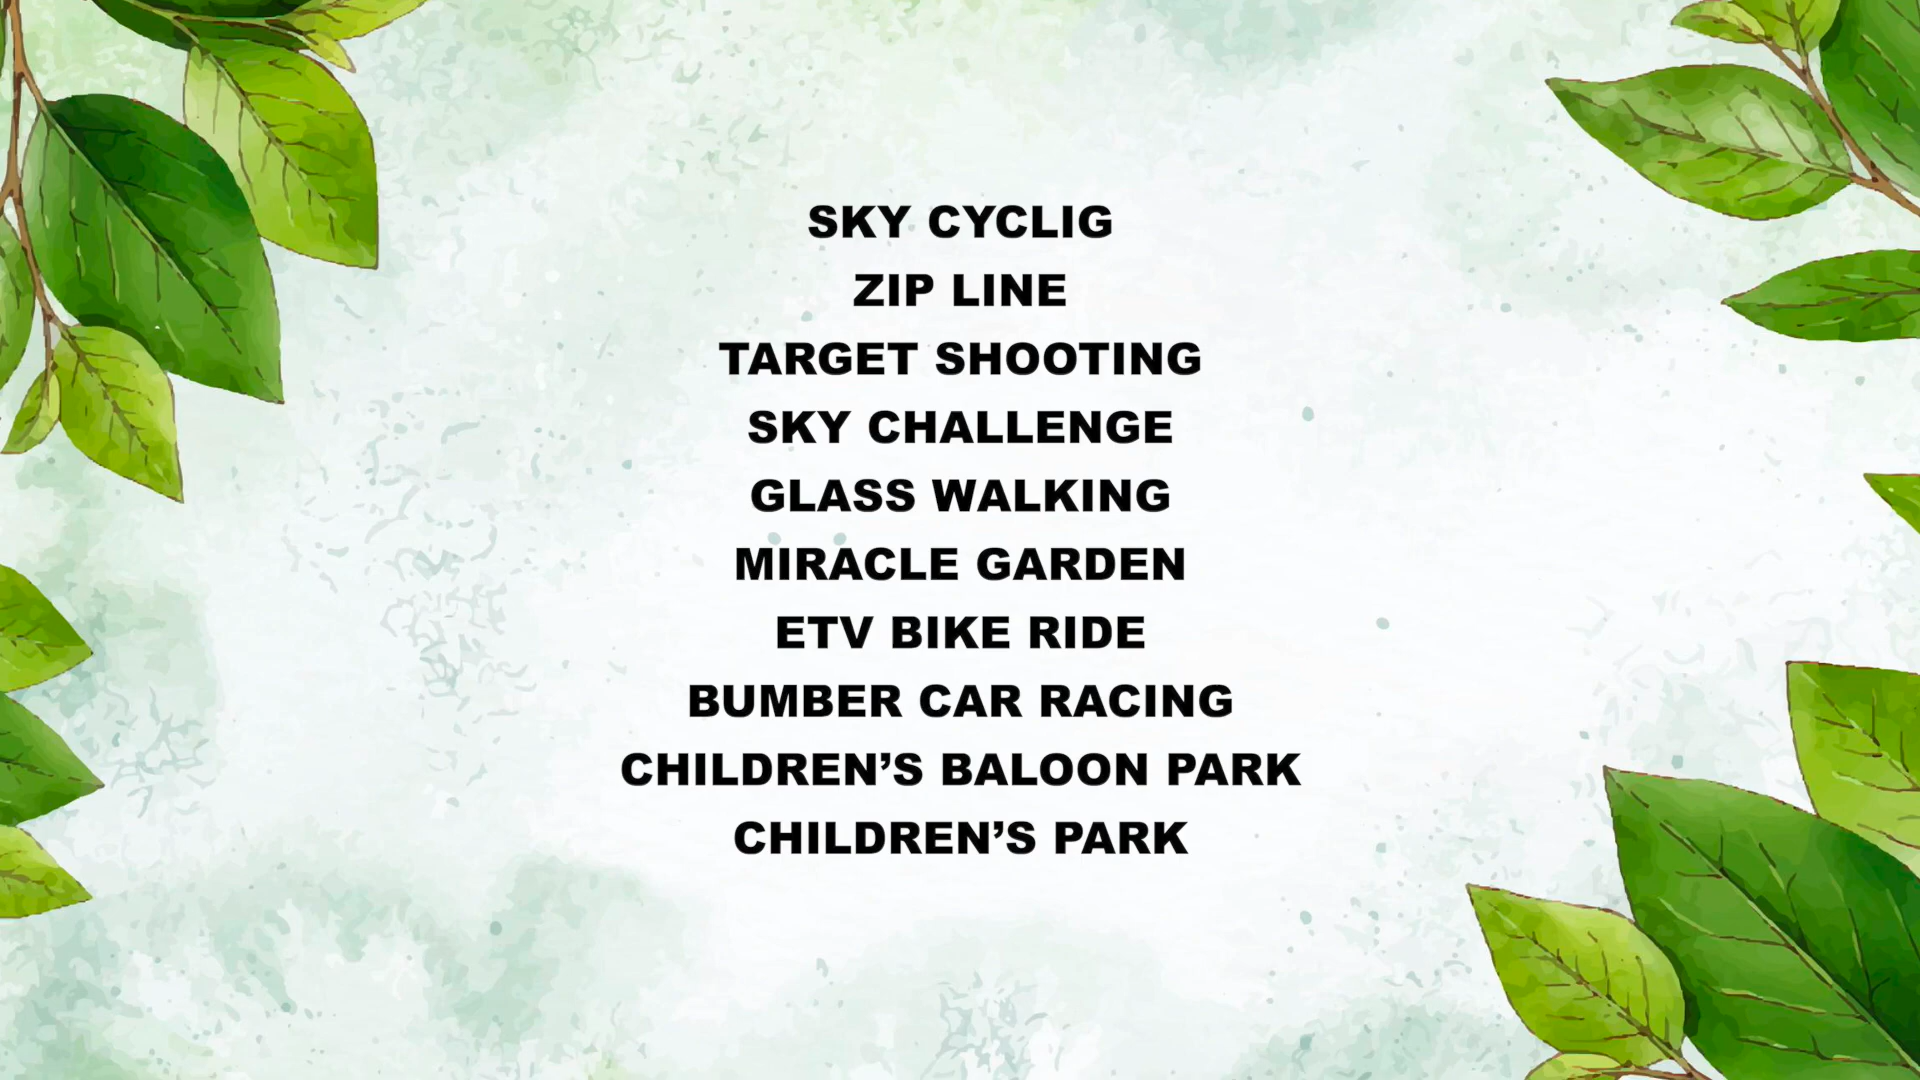 SKY CYCLIG
ZIP LINE
TARGET SHOOTING
SKY CHALLENGE
GLASS WALKING
MIRACLE GARDEN
ETV BIKE RIDE
BUMBER CAR RACING
CHILDREN’S BALOON PARK
CHILDREN’S PARK